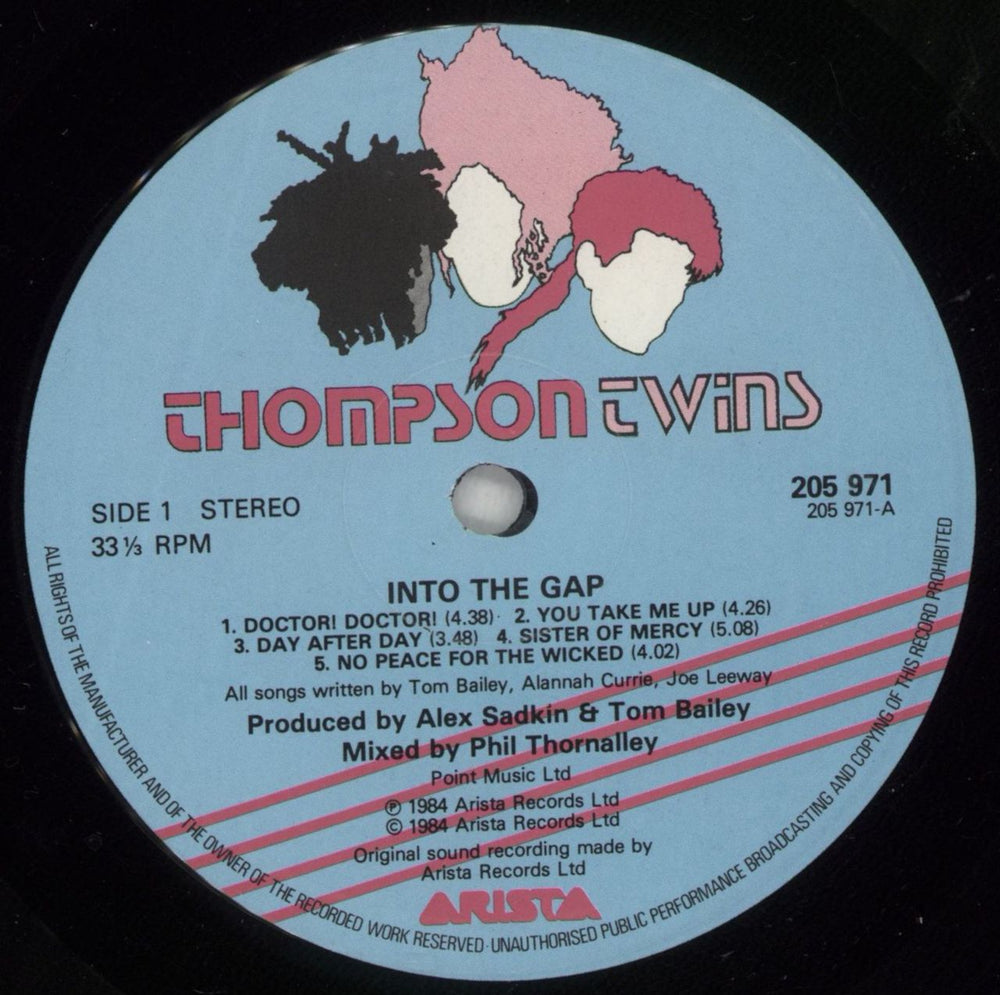 THOMPSON TWINS
SIDE 1 STEREO
33⅓ RPM
205 971
205 971-A
INTO THE GAP
1. DOCTOR! DOCTOR! (4.38) 2. YOU TAKE ME UP (4.26)
3. DAY AFTER DAY (3.48) 4. SISTER OF MERCY (5.08)
5. NO PEACE FOR THE WICKED (4.02)
All songs written by Tom Bailey, Alannah Currie, Joe Leeway
Produced by Alex Sadkin & Tom Bailey
Mixed by Phil Thornalley
Point Music Ltd
Ⓟ 1984 Arista Records Ltd
© 1984 Arista Records Ltd
Original sound recording made by
Arista Records Ltd
ARISTA
ALL RIGHTS OF THE MANUFACTURER AND OF THE OWNER OF THE RECORDED WORK RESERVED·UNAUTHORISED PUBLIC PERFORMANCE BROADCASTING AND COPYING OF THIS RECORD PROHIBITED